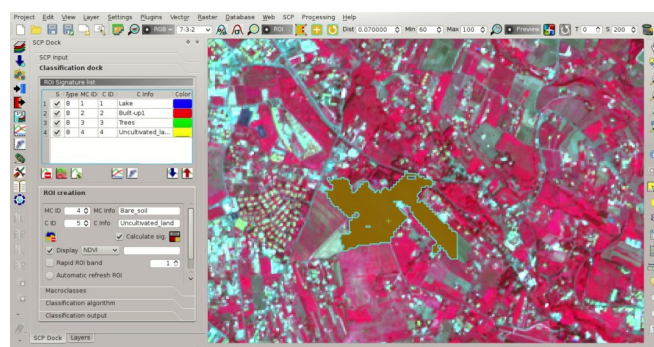 Project Edit View Layer Settings Plugins Vector Raster Database Web SCP Processing Help
RGB = 7-3-2 ROI Dist 0.070000 Min 60 Max 100 Preview T 0 S 200
SCP Dock
SCP input
Classification dock
ROI Signature list
S Type MC ID C ID C Info Color
1 B 1 1 Lake
2 B 2 2 Built-up1
3 B 3 3 Trees
4 B 4 4 Uncultivated_la...
ROI creation
MC ID 4 MC Info Bare_soil
C ID 5 C Info Uncultivated_land
Calculate sig.
Display NDVI
Rapid ROI band 1
Automatic refresh ROI
Macroclasses
Classification algorithm
Classification output
SCP Dock Layers